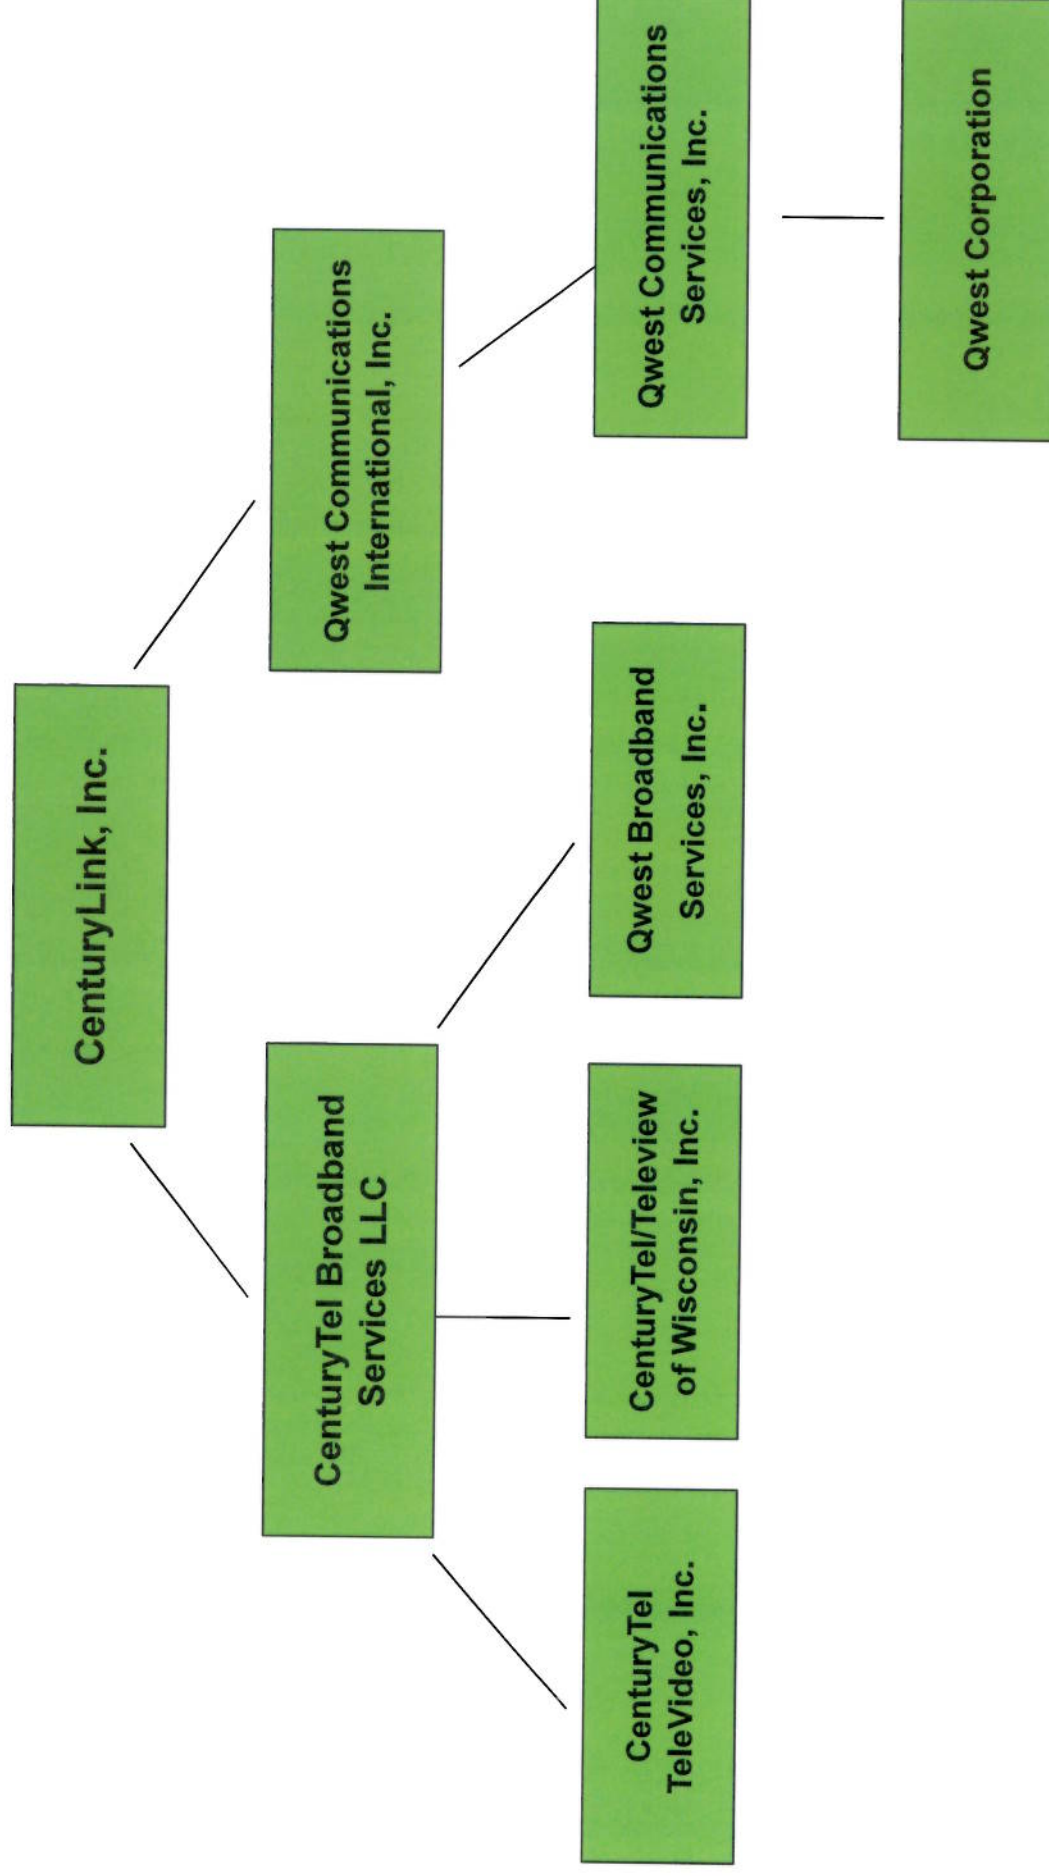 CenturyLink, Inc.
CenturyTel Broadband
Services LLC
Qwest Communications
International, Inc.
CenturyTel
TeleVideo, Inc.
CenturyTel/Teleview
of Wisconsin, Inc.
Qwest Broadband
Services, Inc.
Qwest Communications
Services, Inc.
Qwest Corporation